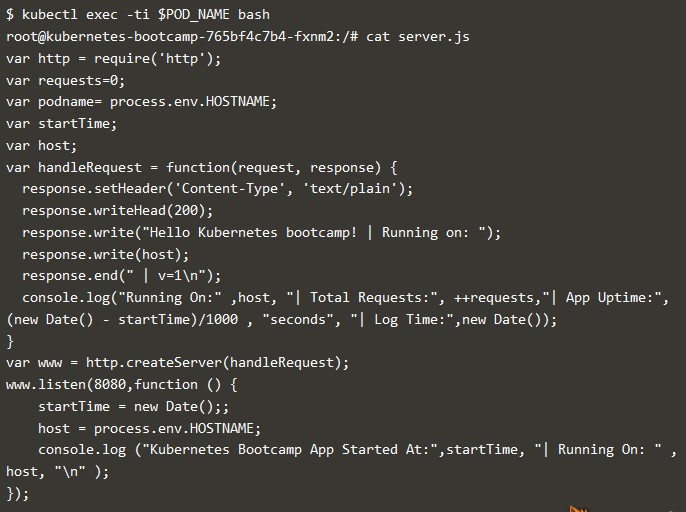 $ kubectl exec -ti $POD_NAME bash
root@kubernetes-bootcamp-765bf4c7b4-fxnm2:/# cat server.js
var http = require('http');
var requests=0;
var podname= process.env.HOSTNAME;
var startTime;
var host;
var handleRequest = function(request, response) {
  response.setHeader('Content-Type', 'text/plain');
  response.writeHead(200);
  response.write("Hello Kubernetes bootcamp! | Running on: ");
  response.write(host);
  response.end(" | v=1\n");
  console.log("Running On:" ,host, "| Total Requests:", ++requests,"| App Uptime:",
(new Date() - startTime)/1000 , "seconds", "| Log Time:",new Date());
}
var www = http.createServer(handleRequest);
www.listen(8080,function () {
    startTime = new Date();;
    host = process.env.HOSTNAME;
    console.log ("Kubernetes Bootcamp App Started At:",startTime, "| Running On: " ,
host, "\n" );
});